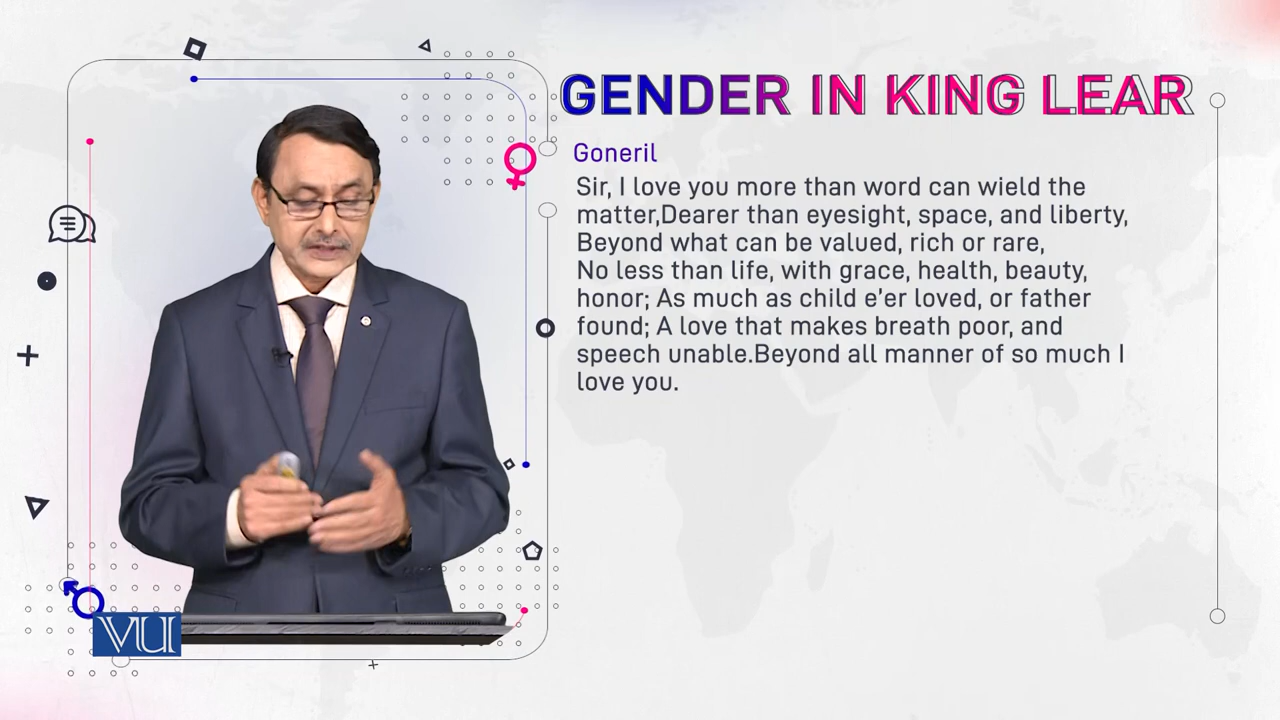 GENDER IN KING LEAR
Goneril
Sir, I love you more than word can wield the
matter,Dearer than eyesight, space, and liberty,
Beyond what can be valued, rich or rare,
No less than life, with grace, health, beauty,
honor; As much as child e'er loved, or father
found; A love that makes breath poor, and
speech unable.Beyond all manner of so much I
love you.
VU